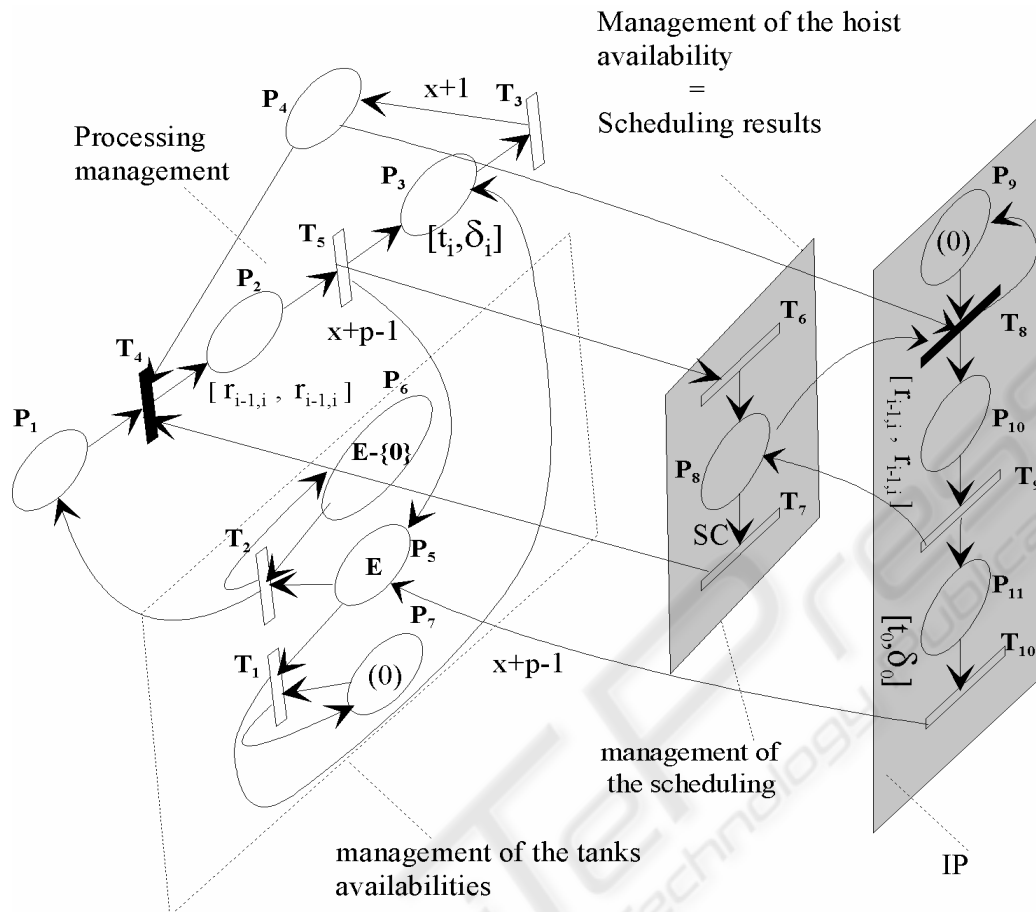 Management of the hoist
availability
=
Scheduling results
P₄
x+1
T₃
Processing
management
P₃
P₉
(0)
[tᵢ,δᵢ]
T₅
P₂
T₆
T₈
x+p-1
T₄
P₆
[ rᵢ₋₁,ᵢ , rᵢ₋₁,ᵢ ]
[ rᵢ₋₁,ᵢ , rᵢ₋₁,ᵢ ]
P₁
P₁₀
E-{0}
P₈
T₉
T₇
T₂
SC
P₅
E
P₁₁
P₇
[t₀,δ₀]
T₁
(0)
x+p-1
T₁₀
management of
the scheduling
management of the tanks
availabilities
IP